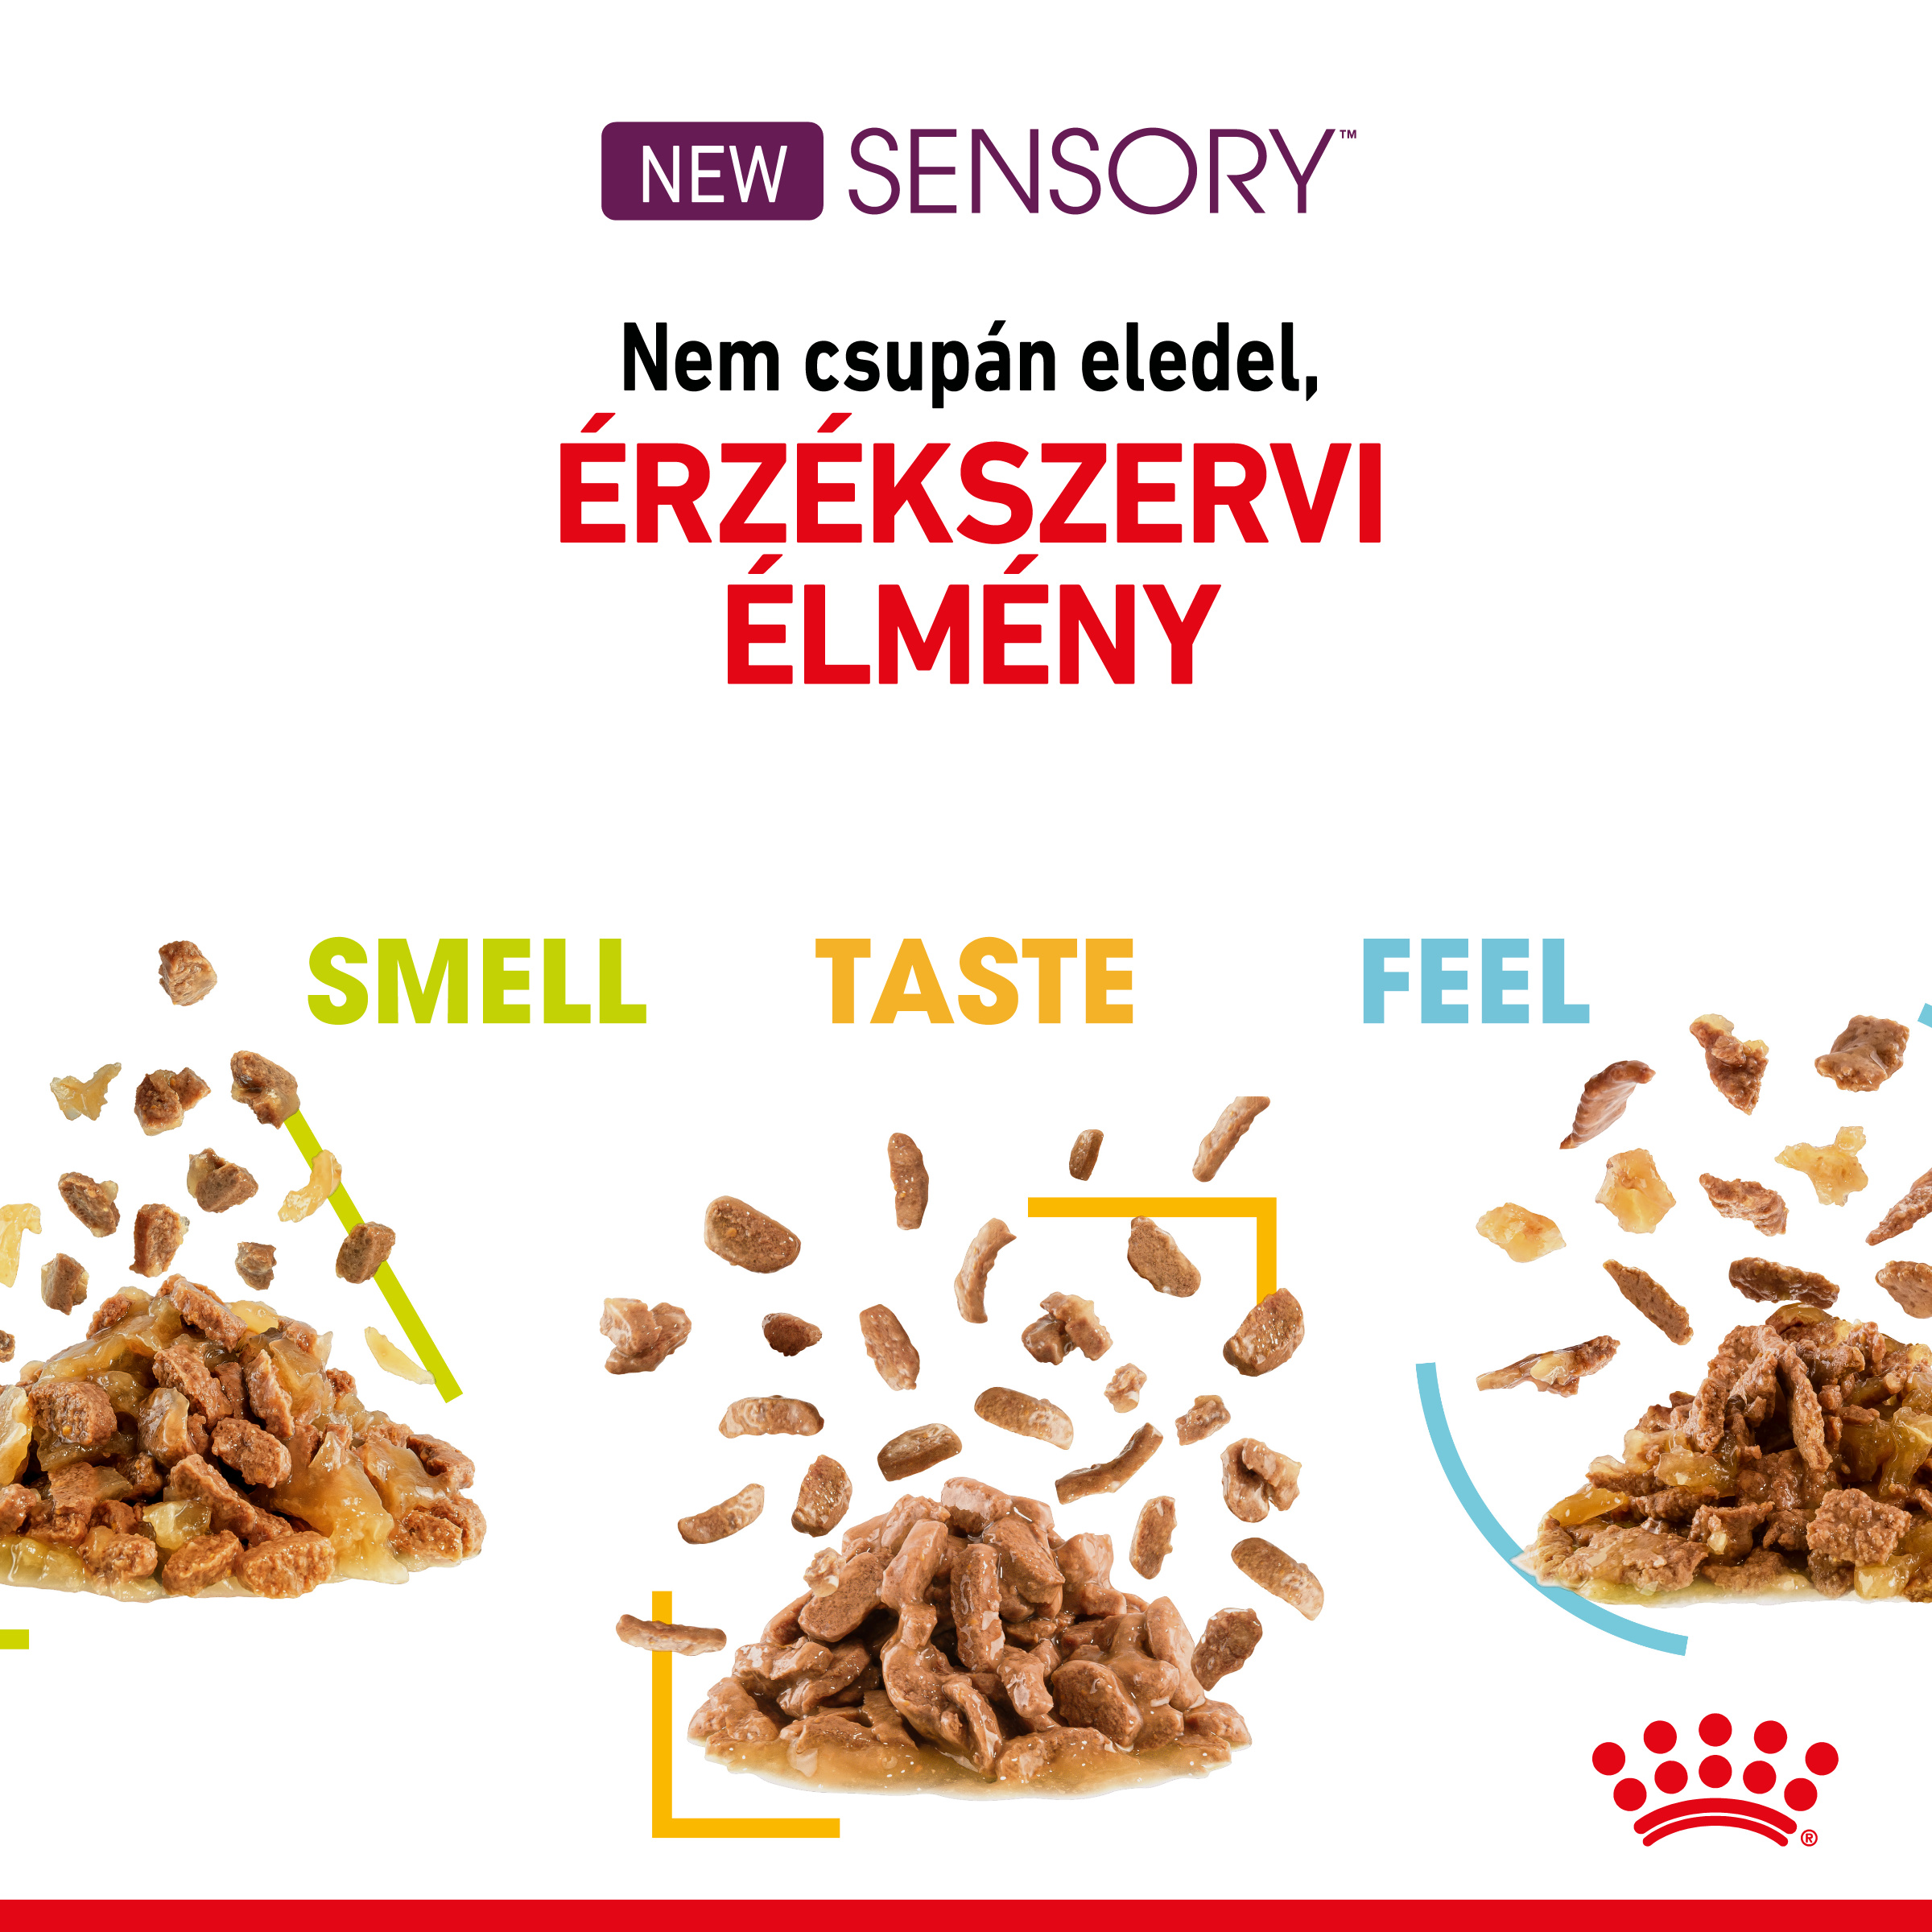 NEW SENSORY™
Nem csupán eledel,
ÉRZÉKSZERVI
ÉLMÉNY
SMELL TASTE FEEL
®